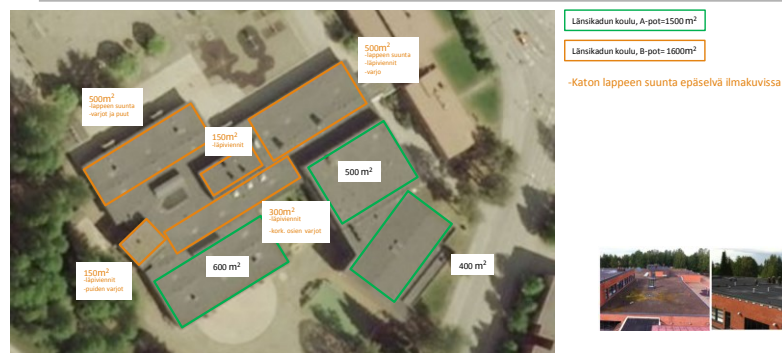 500m²
-lappeen suunta
-läpiviennit
-varjo
500m²
-lappeen suunta
-varjot ja puut
150m²
-läpiviennit
500 m²
300m²
-läpiviennit
-kork. osien varjot
150m²
-läpiviennit
-puiden varjot
600 m²
400 m²
Länsikadun koulu, A-pot=1500 m²
Länsikadun koulu, B-pot= 1600m²
-Katon lappeen suunta epäselvä ilmakuvissa